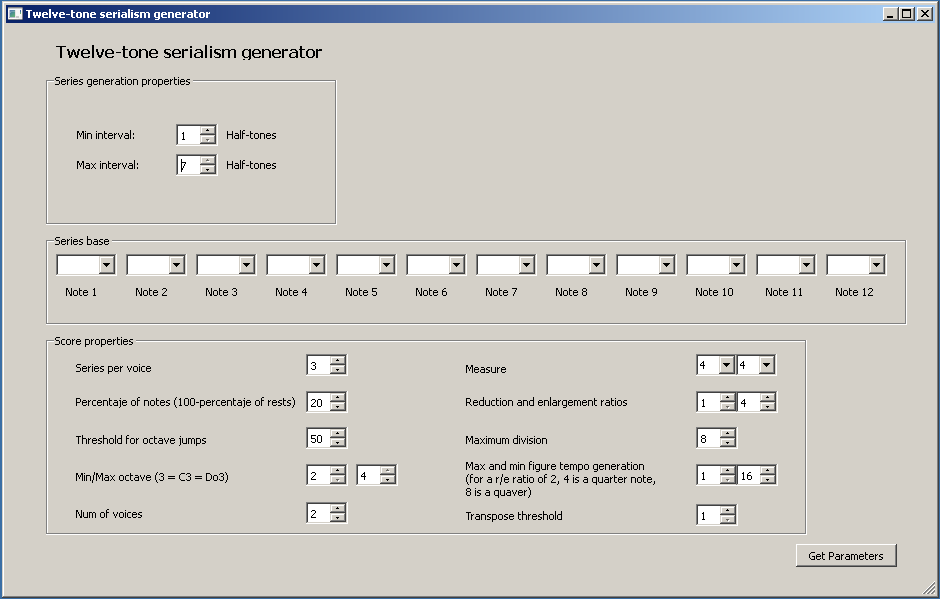 Twelve-tone serialism generator
Twelve-tone serialism generator
Series generation properties
Min interval: 1 Half-tones
Max interval: 7 Half-tones
Series base
Note 1 Note 2 Note 3 Note 4 Note 5 Note 6 Note 7 Note 8 Note 9 Note 10 Note 11 Note 12
Score properties
Series per voice 3
Measure 4 4
Percentaje of notes (100-percentaje of rests) 20
Reduction and enlargement ratios 1 4
Threshold for octave jumps 50
Maximum division 8
Min/Max octave (3 = C3 = Do3) 2 4
Max and min figure tempo generation
(for a r/e ratio of 2, 4 is a quarter note, 1 16
8 is a quaver)
Num of voices 2
Transpose threshold 1
Get Parameters